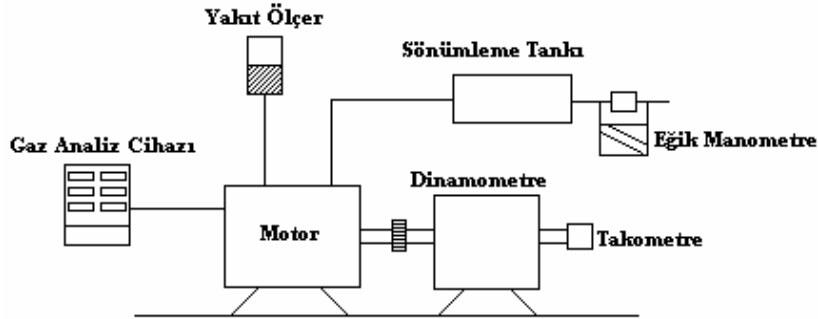 Yakıt Ölçer
Sönümleme Tankı
Gaz Analiz Cihazı
Eğik Manometre
Dinamometre
Motor
Takometre